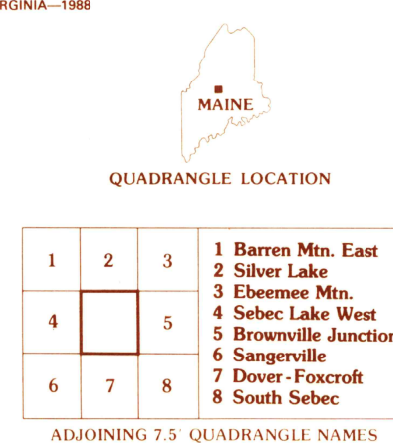 RGINIA—1988
MAINE
QUADRANGLE LOCATION
1 2 3
4 5
6 7 8
1 Barren Mtn. East
2 Silver Lake
3 Ebeemee Mtn.
4 Sebec Lake West
5 Brownville Junction
6 Sangerville
7 Dover-Foxcroft
8 South Sebec
ADJOINING 7.5' QUADRANGLE NAMES